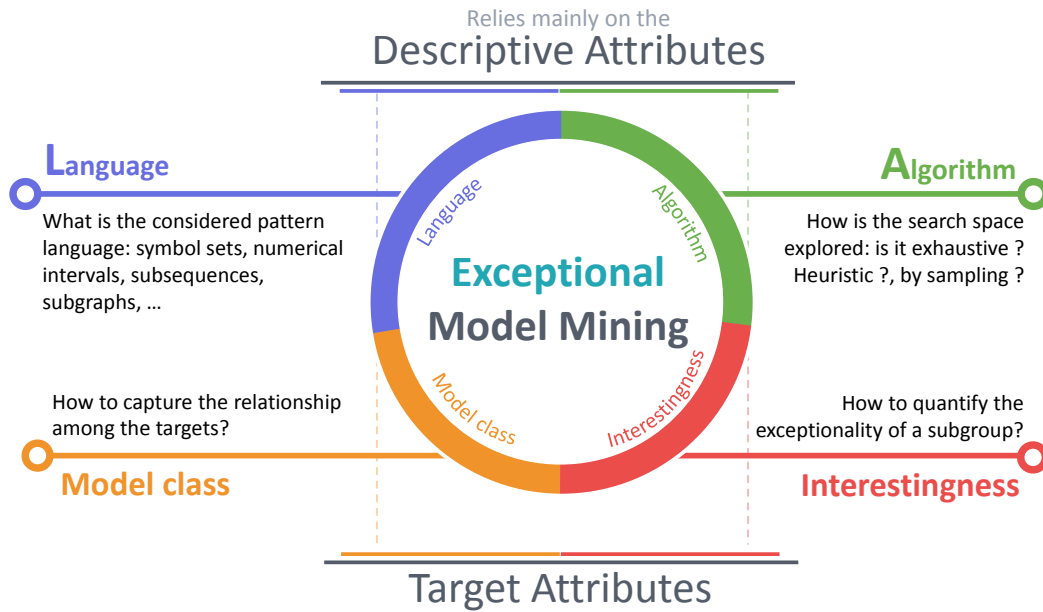 Relies mainly on the
Descriptive Attributes
Language
What is the considered pattern
language: symbol sets, numerical
intervals, subsequences,
subgraphs, ...
Algorithm
How is the search space
explored: is it exhaustive ?
Heuristic ?, by sampling ?
Language
Algorithm
Exceptional
Model Mining
Model class
Interestingness
How to capture the relationship
among the targets?
Model class
How to quantify the
exceptionality of a subgroup?
Interestingness
Target Attributes